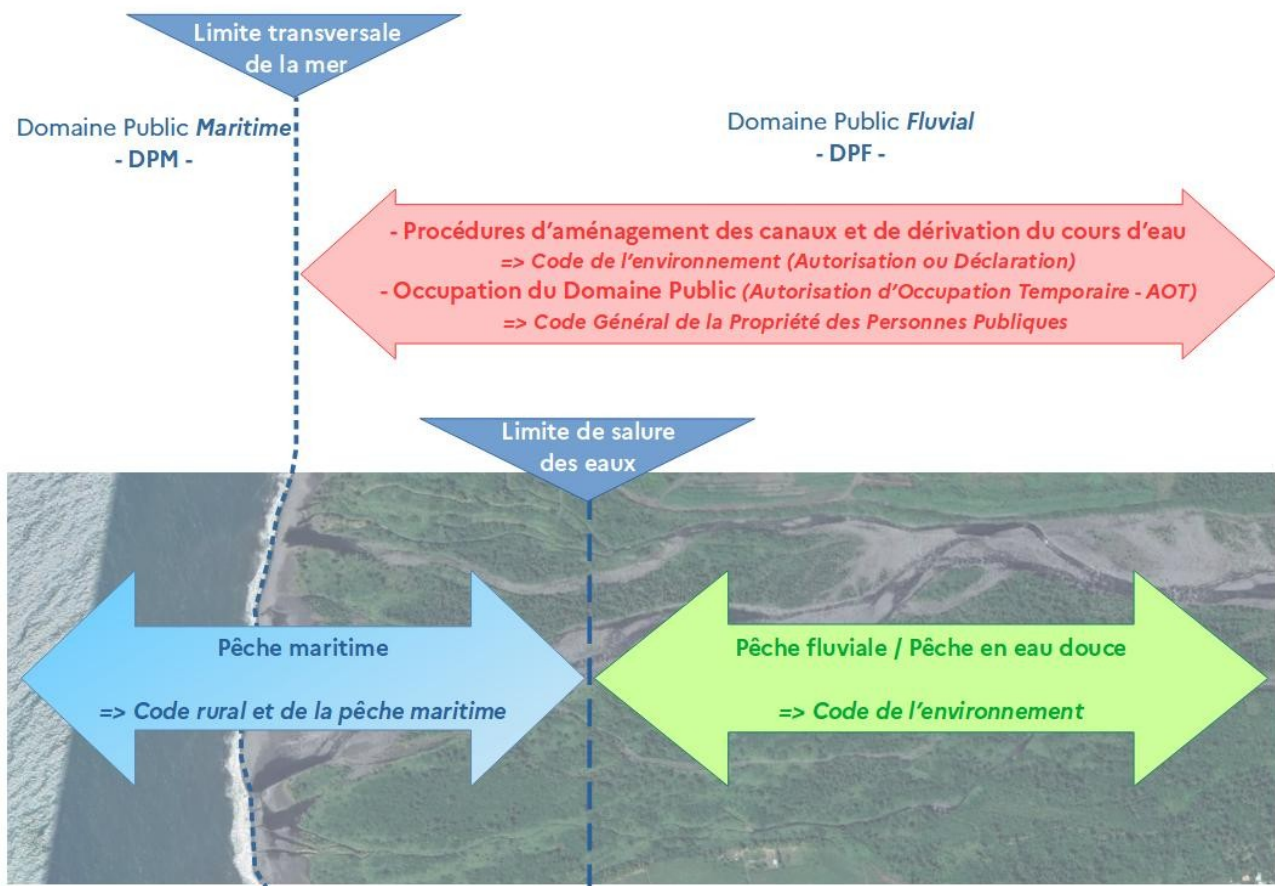 Limite transversale
de la mer
Domaine Public Maritime
- DPM -
Domaine Public Fluvial
- DPF -
- Procédures d’aménagement des canaux et de dérivation du cours d’eau
=> Code de l’environnement (Autorisation ou Déclaration)
- Occupation du Domaine Public (Autorisation d’Occupation Temporaire - AOT)
=> Code Général de la Propriété des Personnes Publiques
Limite de salure
des eaux
Pêche maritime
=> Code rural et de la pêche maritime
Pêche fluviale / Pêche en eau douce
=> Code de l’environnement